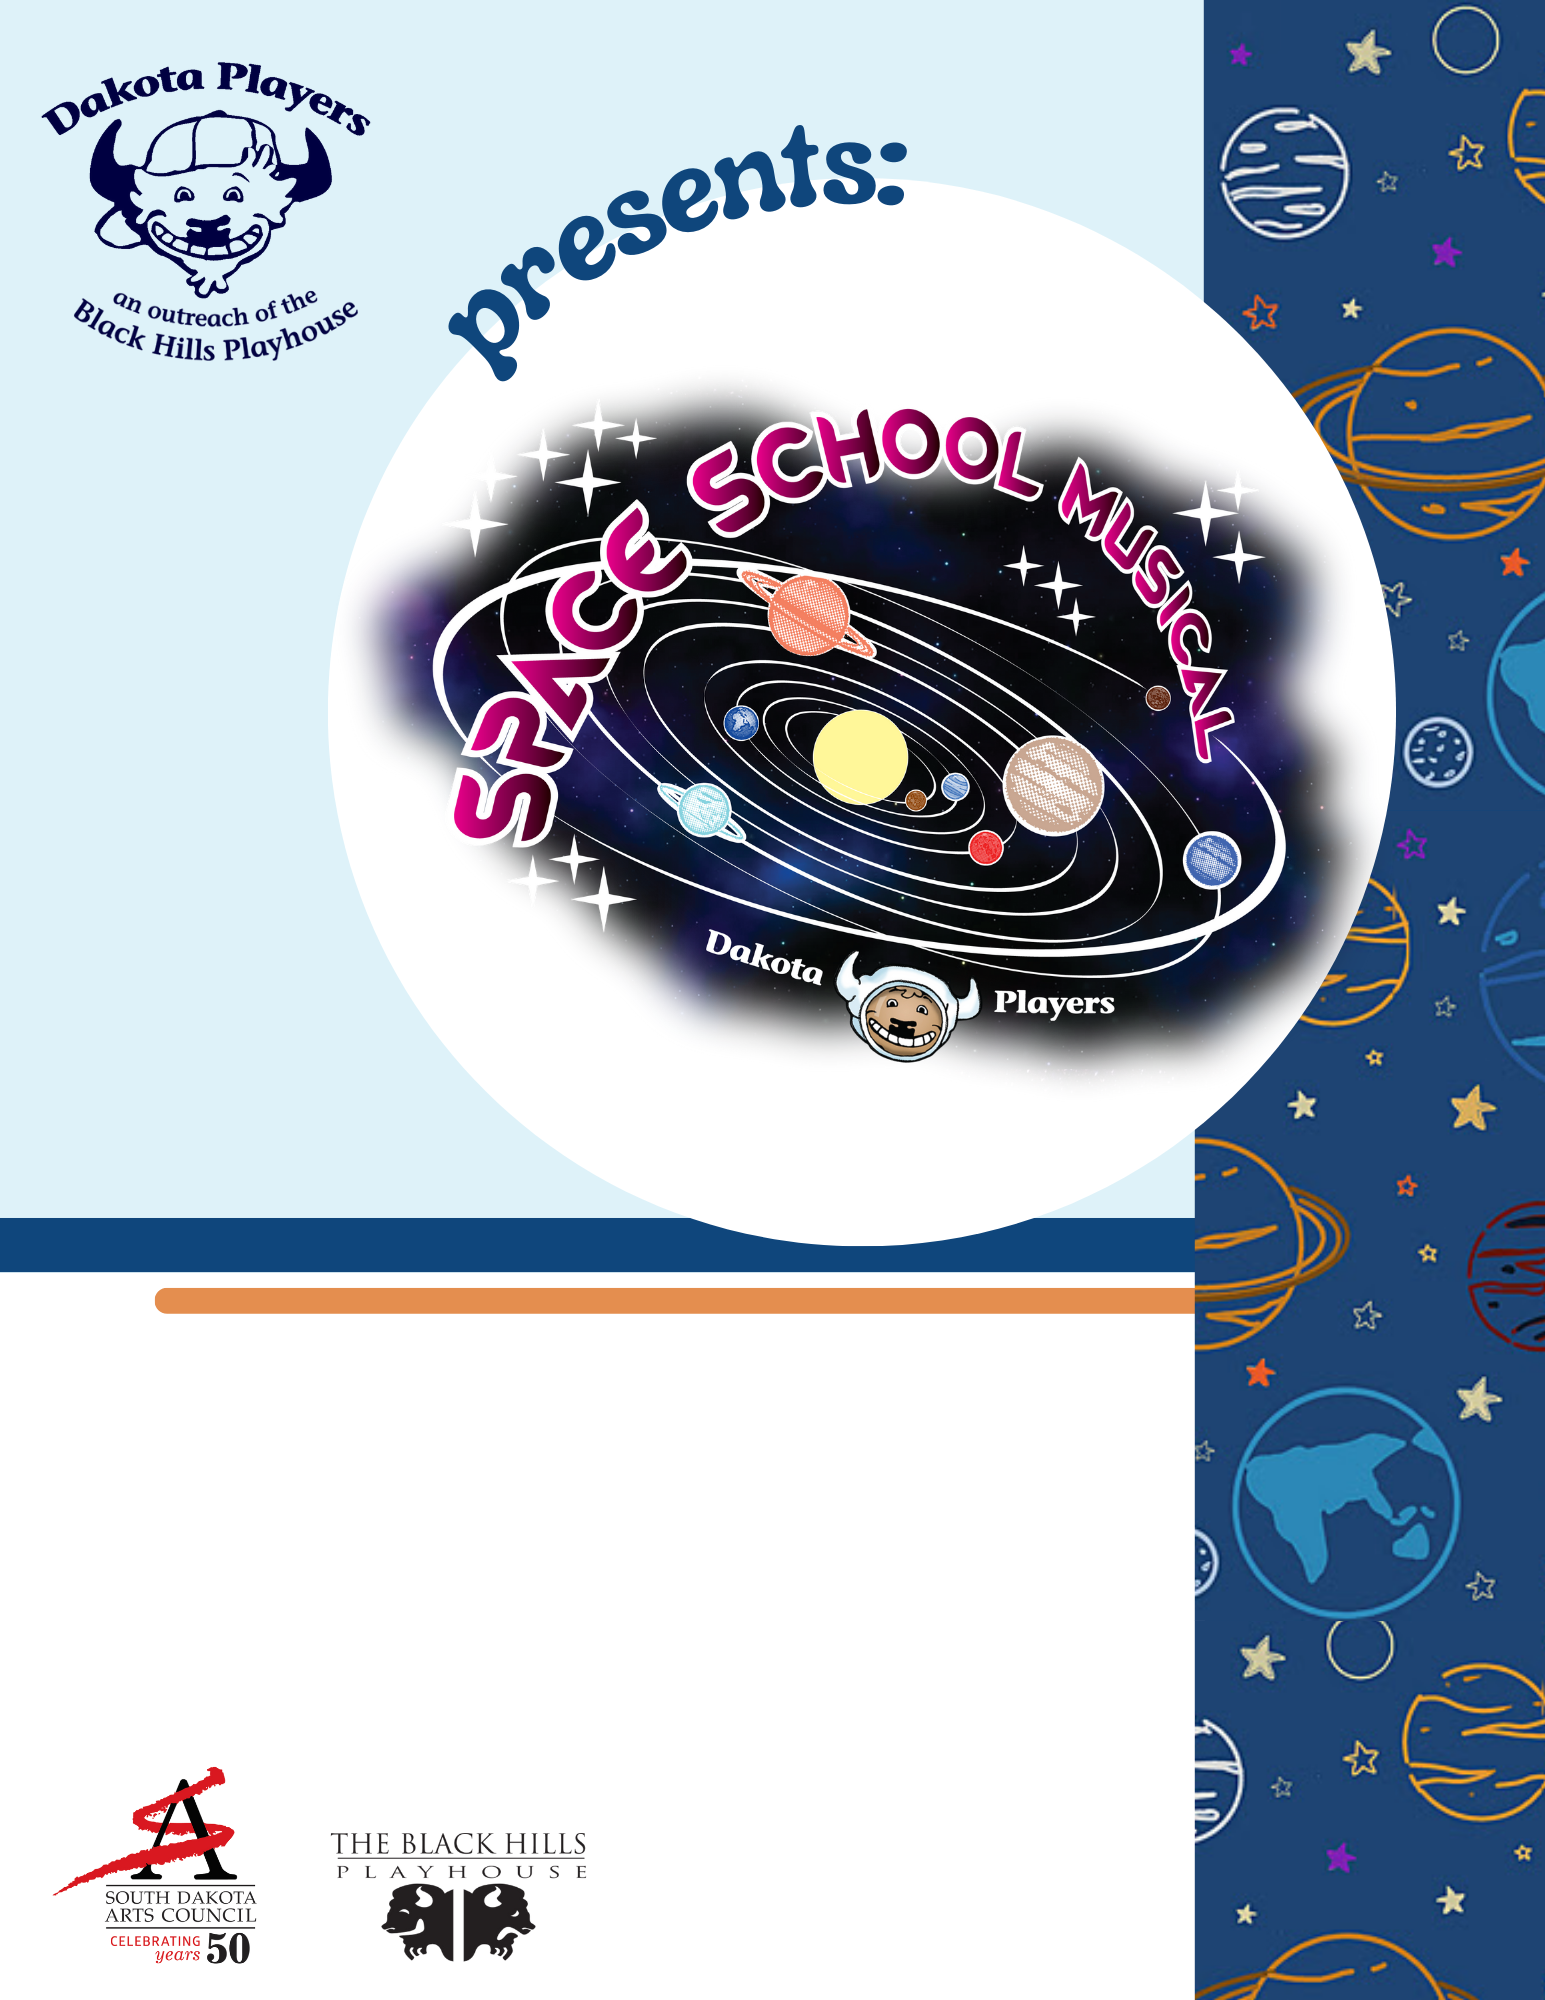 Dakota Players
an outreach of the
Black Hills Playhouse
presents:
SPACE SCHOOL MUSICAL
Dakota Players
SOUTH DAKOTA
ARTS COUNCIL
CELEBRATING
years 50
THE BLACK HILLS
PLAYHOUSE